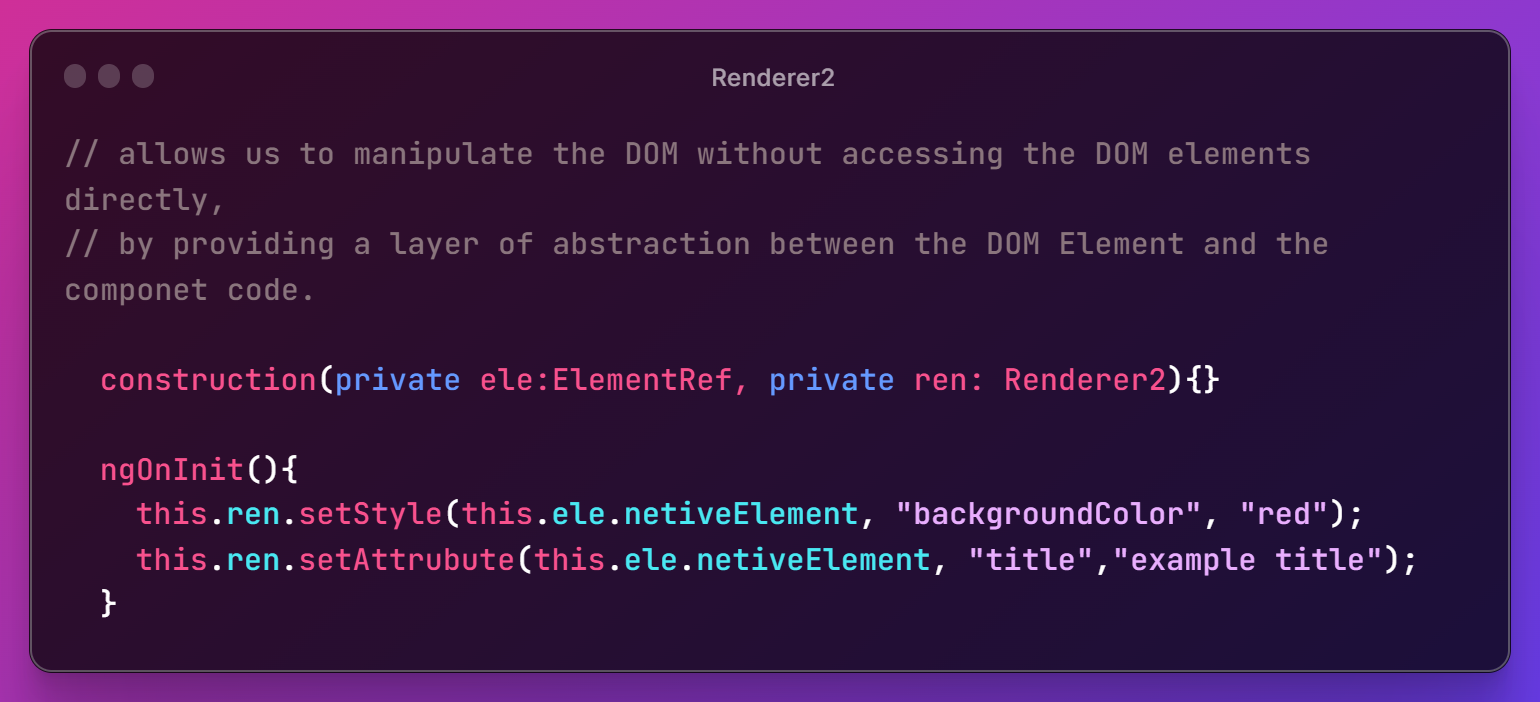 Renderer2
// allows us to manipulate the DOM without accessing the DOM elements
directly,
// by providing a layer of abstraction between the DOM Element and the
componet code.
construction(private ele:ElementRef, private ren: Renderer2){}
ngOnInit(){
this.ren.setStyle(this.ele.netiveElement, "backgroundColor", "red");
this.ren.setAttrubute(this.ele.netiveElement, "title","example title");
}